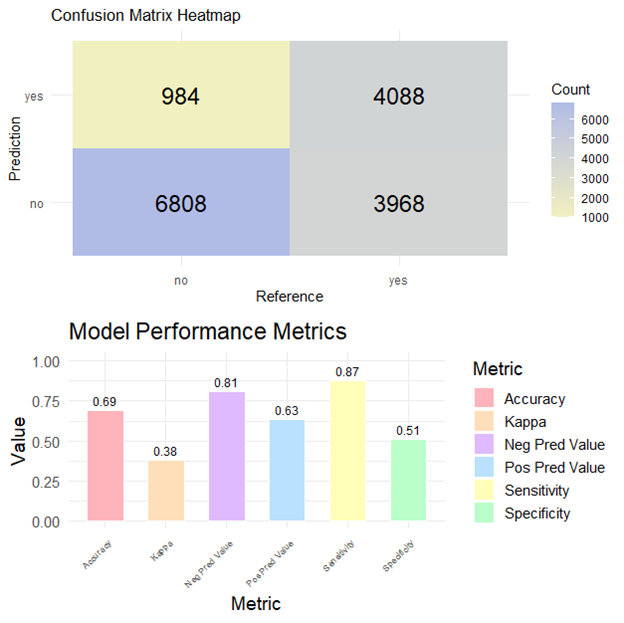 Confusion Matrix Heatmap
Prediction
yes
no
984
4088
6808
3968
no
yes
Reference
Count
6000
5000
4000
3000
2000
1000
Model Performance Metrics
Value
1.00
0.75
0.50
0.25
0.00
0.69
0.38
0.81
0.63
0.87
0.51
Accuracy
Kappa
Neg Pred Value
Pos Pred Value
Sensitivity
Specificity
Metric
Metric
Accuracy
Kappa
Neg Pred Value
Pos Pred Value
Sensitivity
Specificity